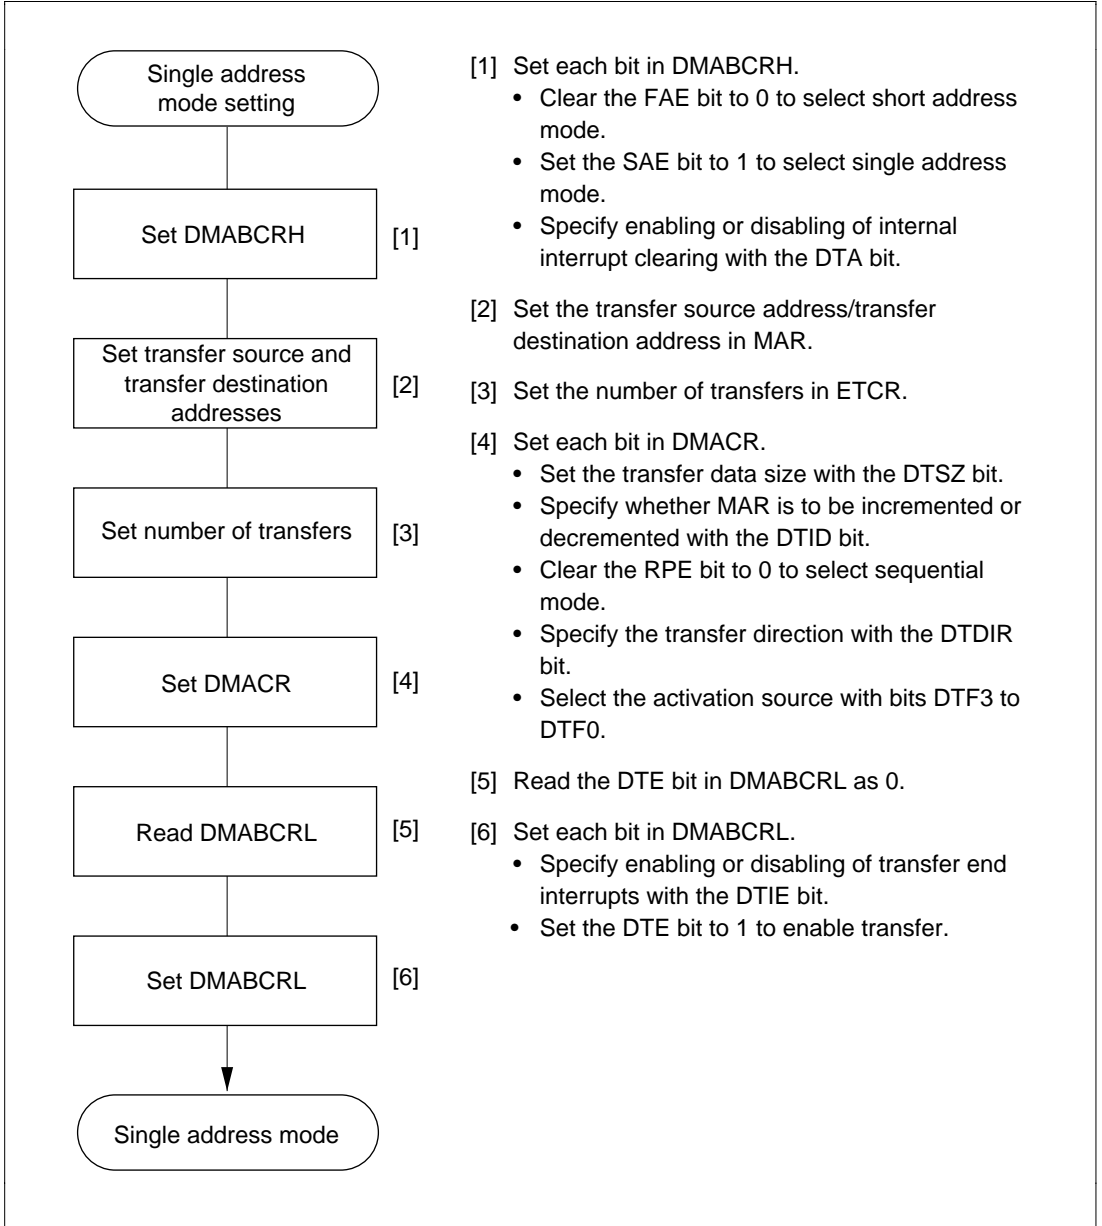 Single address
mode setting
Set DMABCRH
[1]
Set transfer source and
transfer destination
addresses
[2]
Set number of transfers
[3]
Set DMACR
[4]
Read DMABCRL
[5]
Set DMABCRL
[6]
Single address mode
[1] Set each bit in DMABCRH.
• Clear the FAE bit to 0 to select short address
mode.
• Set the SAE bit to 1 to select single address
mode.
• Specify enabling or disabling of internal
interrupt clearing with the DTA bit.
[2] Set the transfer source address/transfer
destination address in MAR.
[3] Set the number of transfers in ETCR.
[4] Set each bit in DMACR.
• Set the transfer data size with the DTSZ bit.
• Specify whether MAR is to be incremented or
decremented with the DTID bit.
• Clear the RPE bit to 0 to select sequential
mode.
• Specify the transfer direction with the DTDIR
bit.
• Select the activation source with bits DTF3 to
DTF0.
[5] Read the DTE bit in DMABCRL as 0.
[6] Set each bit in DMABCRL.
• Specify enabling or disabling of transfer end
interrupts with the DTIE bit.
• Set the DTE bit to 1 to enable transfer.